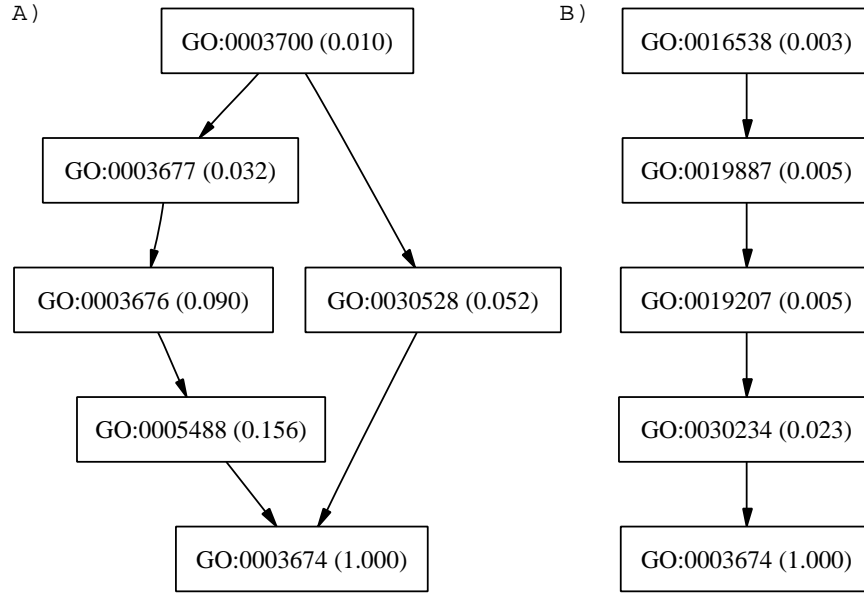 A)
GO:0003700 (0.010)
GO:0003677 (0.032)
GO:0003676 (0.090)
GO:0030528 (0.052)
GO:0005488 (0.156)
GO:0003674 (1.000)
B)
GO:0016538 (0.003)
GO:0019887 (0.005)
GO:0019207 (0.005)
GO:0030234 (0.023)
GO:0003674 (1.000)